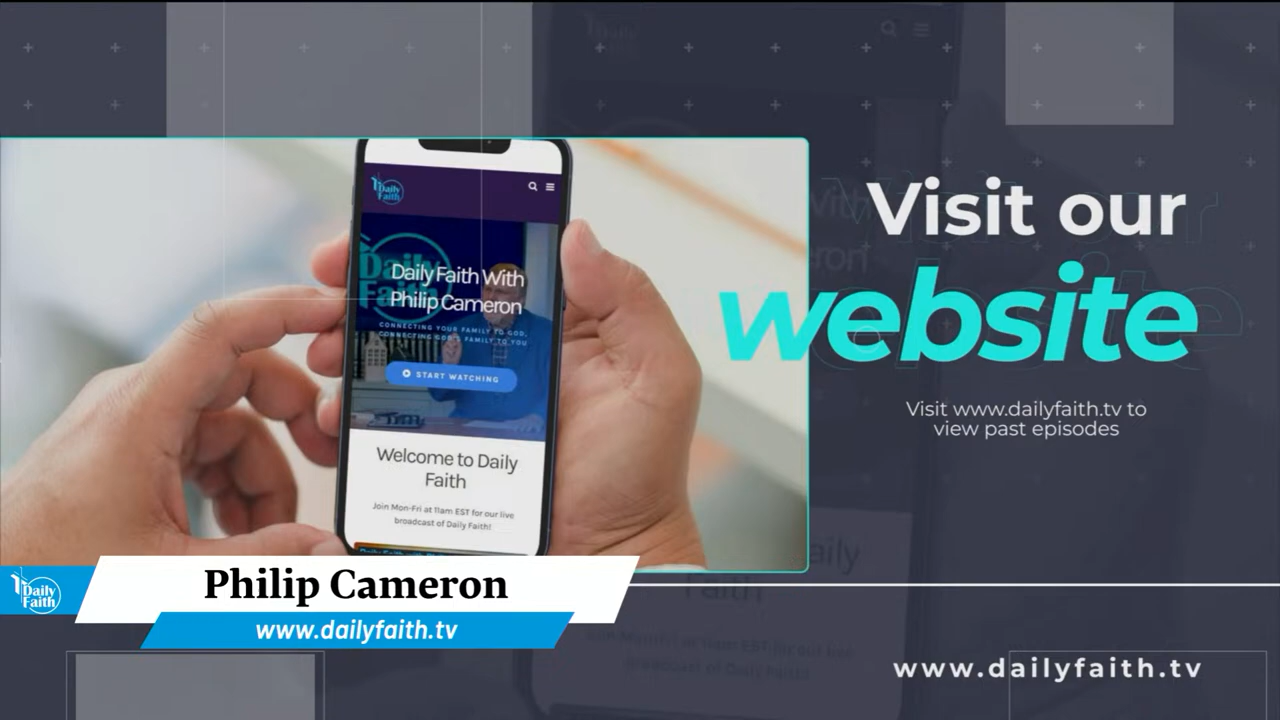 Visit our
website
Visit www.dailyfaith.tv to
view past episodes
Daily
Faith
Daily
Faith
Daily Faith With
Philip Cameron
CONNECTING YOUR FAMILY TO GOD,
CONNECTING GOD'S FAMILY TO YOU
START WATCHING
Welcome to Daily
Faith
Join Mon-Fri at 11am EST for our live
broadcast of Daily Faith!
Daily
Faith
Philip Cameron
www.dailyfaith.tv
www.dailyfaith.tv